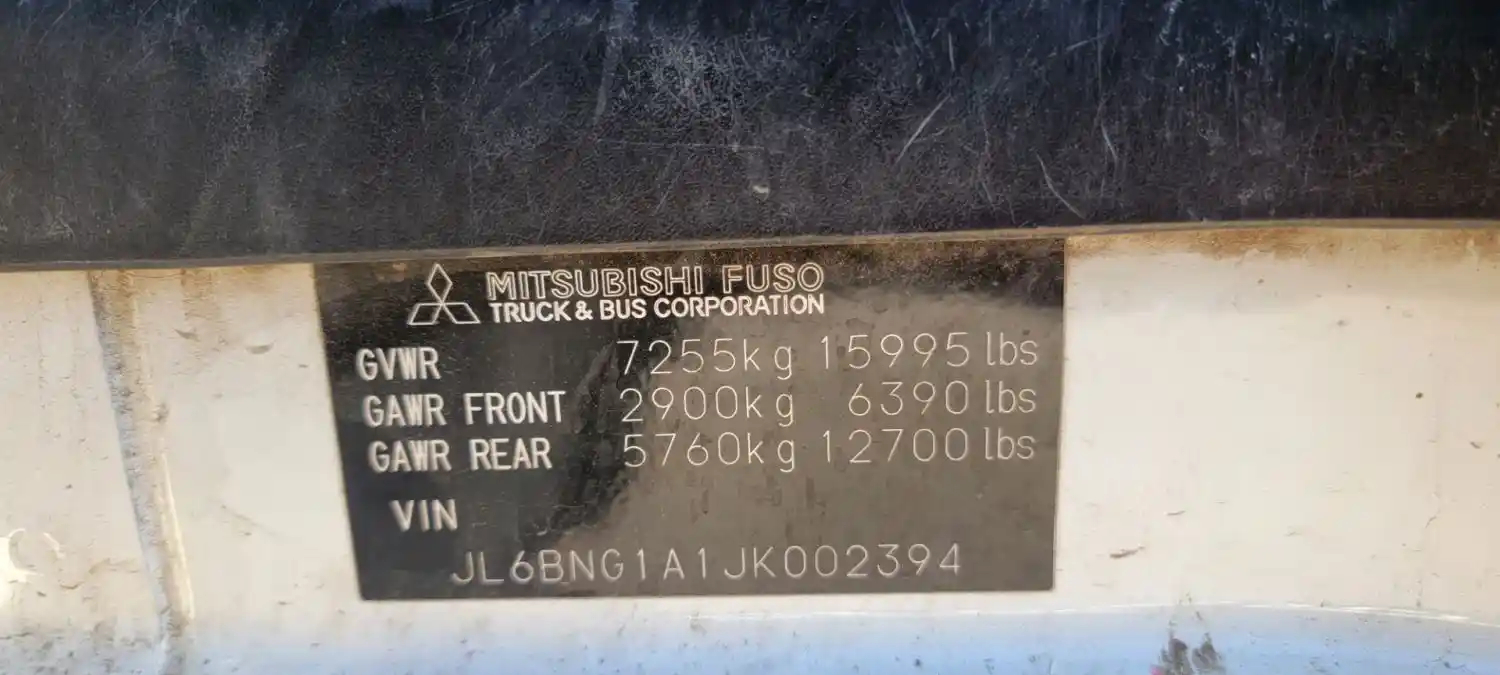 MITSUBISHI FUSO
TRUCK & BUS CORPORATION
GVWR 7255kg 15995 lbs
GAWR FRONT 2900kg 6390 lbs
GAWR REAR 5760kg 12700 lbs
VIN
JL6BNG1A1JK002394